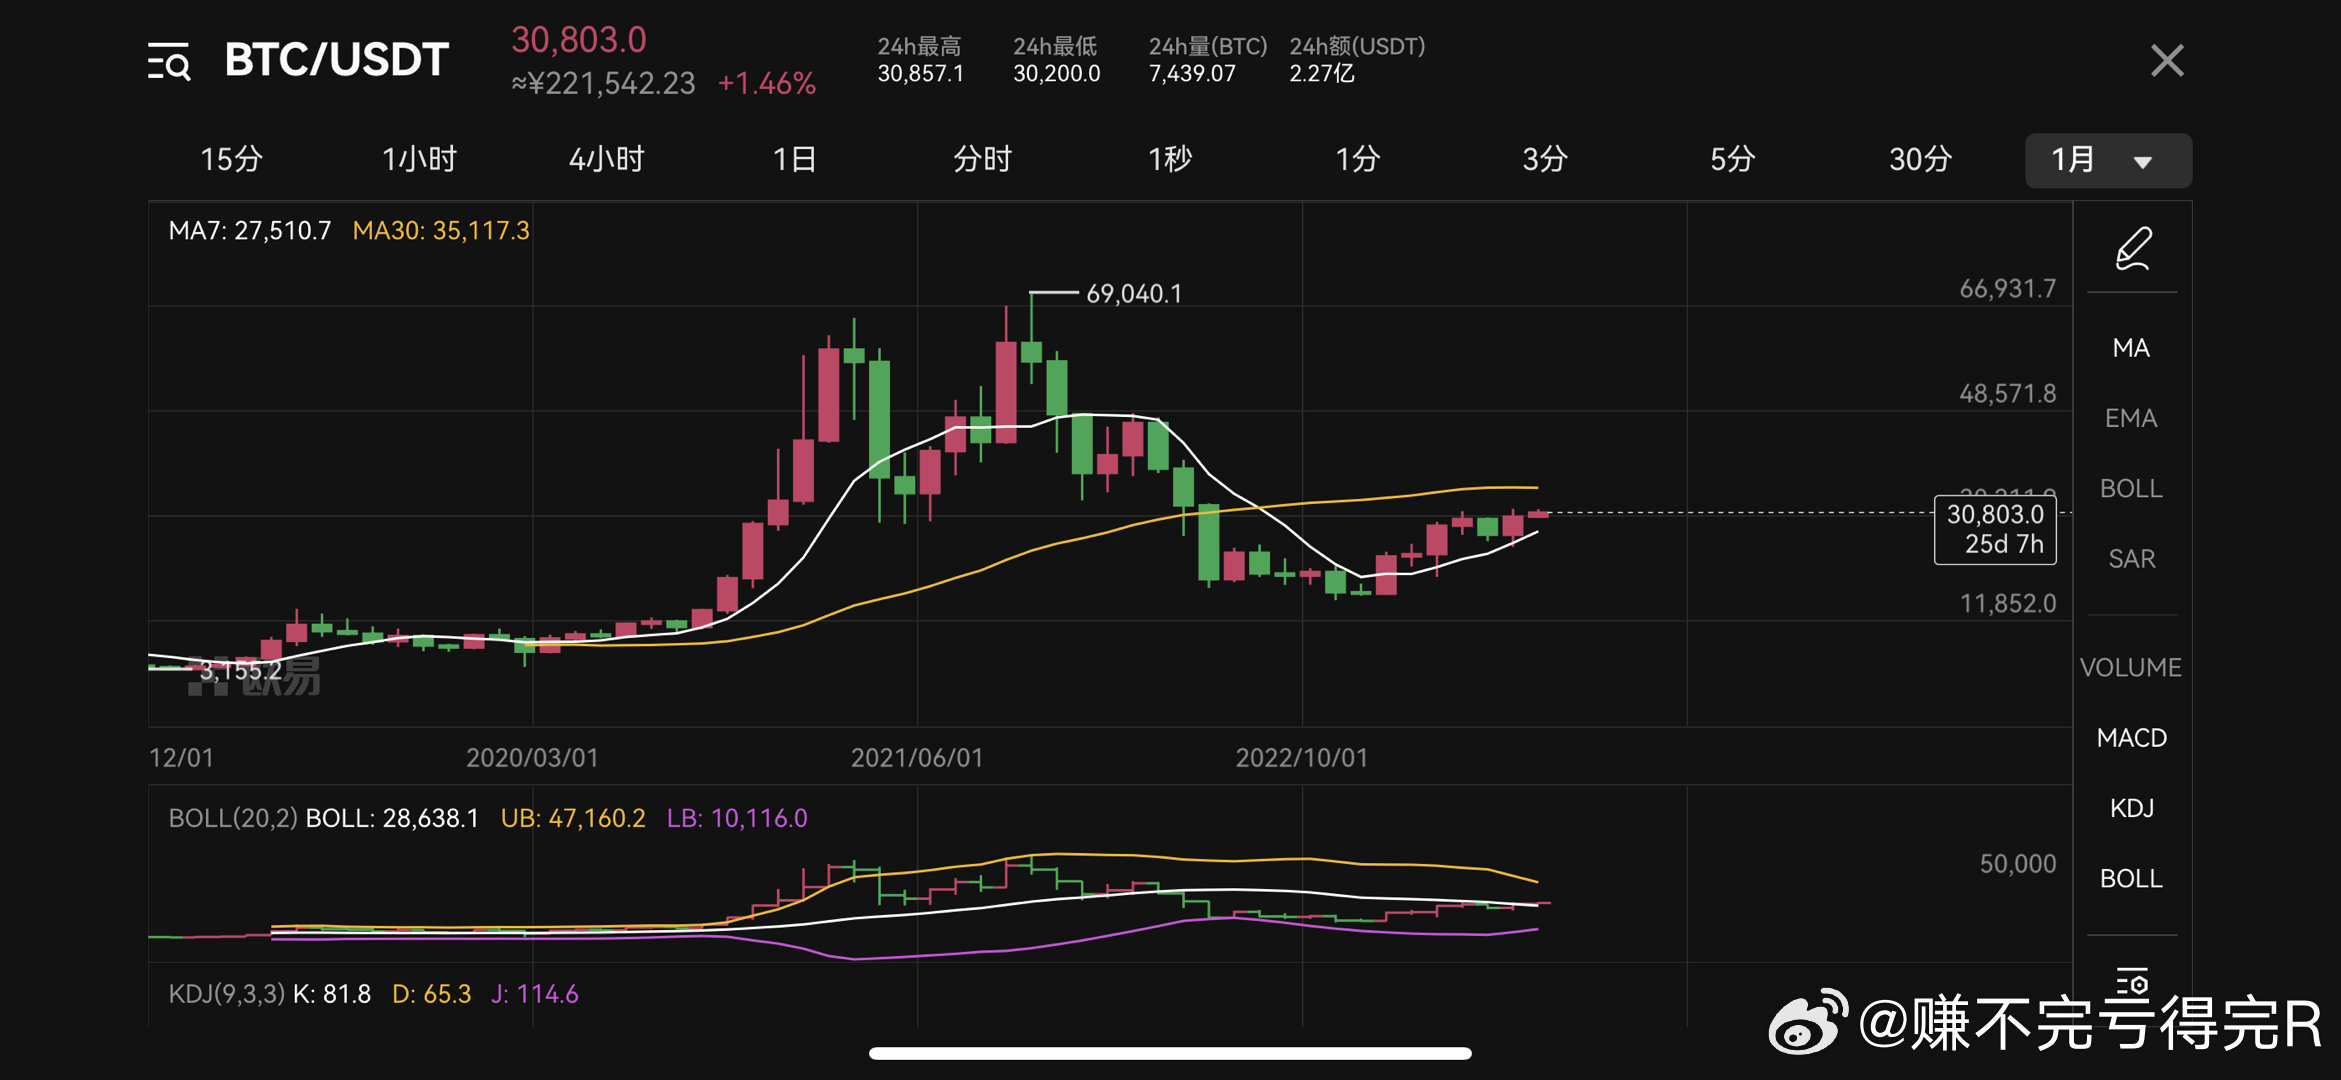 BTC/USDT
30,803.0
≈¥221,542.23 +1.46%
24h最高 24h最低 24h量(BTC) 24h额(USDT)
30,857.1 30,200.0 7,439.07 2.27亿
15分 1小时 4小时 1日 分时 1秒 1分 3分 5分 30分 1月
MA7: 27,510.7 MA30: 35,117.3
69,040.1
66,931.7
MA
48,571.8
EMA
BOLL
30,803.0
25d 7h
SAR
11,852.0
3,155.2
欧易
VOLUME
12/01 2020/03/01 2021/06/01 2022/10/01
MACD
BOLL(20,2) BOLL: 28,638.1 UB: 47,160.2 LB: 10,116.0
KDJ
50,000
BOLL
KDJ(9,3,3) K: 81.8 D: 65.3 J: 114.6
@赚不完亏得完R